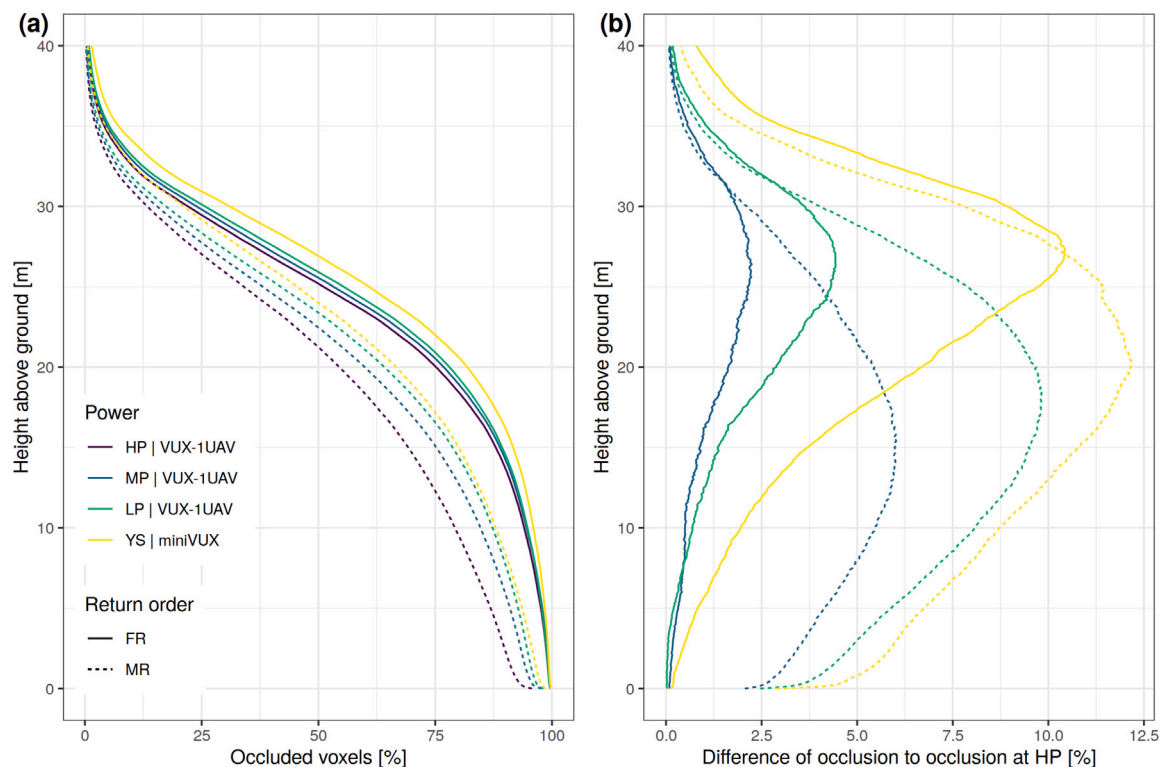 (a)
40
30
20
10
0
Height above ground [m]
Power
HP | VUX-1UAV
MP | VUX-1UAV
LP | VUX-1UAV
YS | miniVUX
Return order
FR
MR
0
25
50
75
100
Occluded voxels [%]
(b)
40
30
20
10
0
Height above ground [m]
0.0
2.5
5.0
7.5
10.0
12.5
Difference of occlusion to occlusion at HP [%]